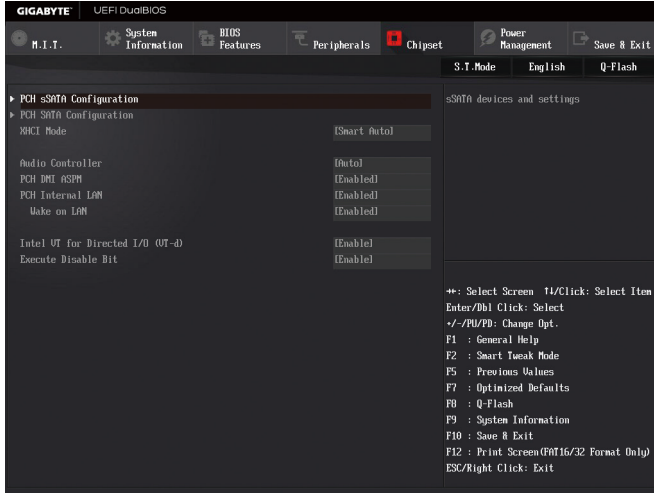 GIGABYTE™ UEFI DualBIOS
M.I.T. System Information BIOS Features Peripherals Chipset Power Management Save & Exit
S.T.Mode English Q-Flash
PCH sSATA Configuration
PCH SATA Configuration
XHCI Mode [Smart Auto]
Audio Controller [Auto]
PCH DMI ASPM [Enabled]
PCH Internal LAN [Enabled]
Wake on LAN [Enabled]
Intel VT for Directed I/O (VT-d) [Enable]
Execute Disable Bit [Enable]
sSATA devices and settings
→←: Select Screen ↑↓/Click: Select Item
Enter/Dbl Click: Select
+/-/PU/PD: Change Opt.
F1 : General Help
F2 : Smart Tweak Mode
F5 : Previous Values
F7 : Optimized Defaults
F8 : Q-Flash
F9 : System Information
F10 : Save & Exit
F12 : Print Screen(FAT16/32 Format Only)
ESC/Right Click: Exit